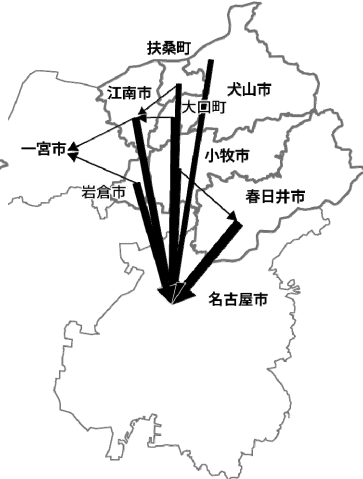 扶桑町
江南市
犬山市
大口町
一宮市
小牧市
岩倉市
春日井市
名古屋市